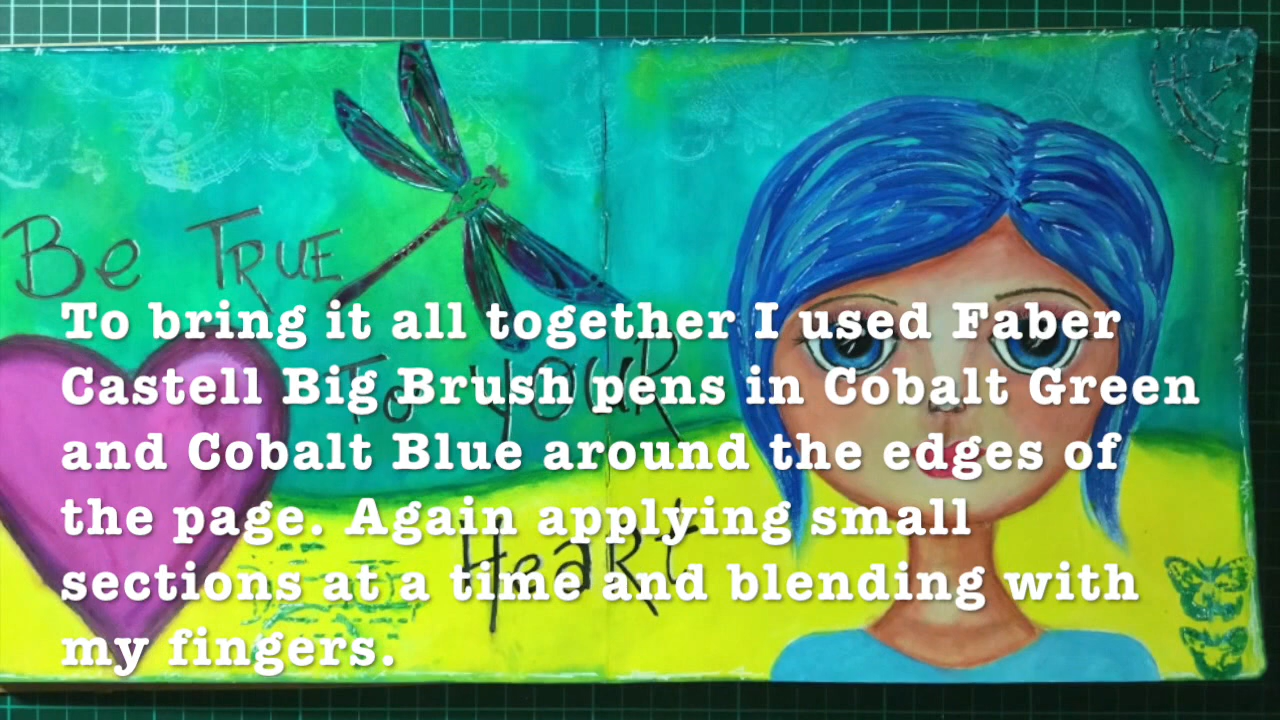 Be TRUE
To bring it all together I used Faber
Castell Big Brush pens in Cobalt Green
To YOUR
and Cobalt Blue around the edges of
the page. Again applying small
HeaRt
sections at a time and blending with
my fingers.